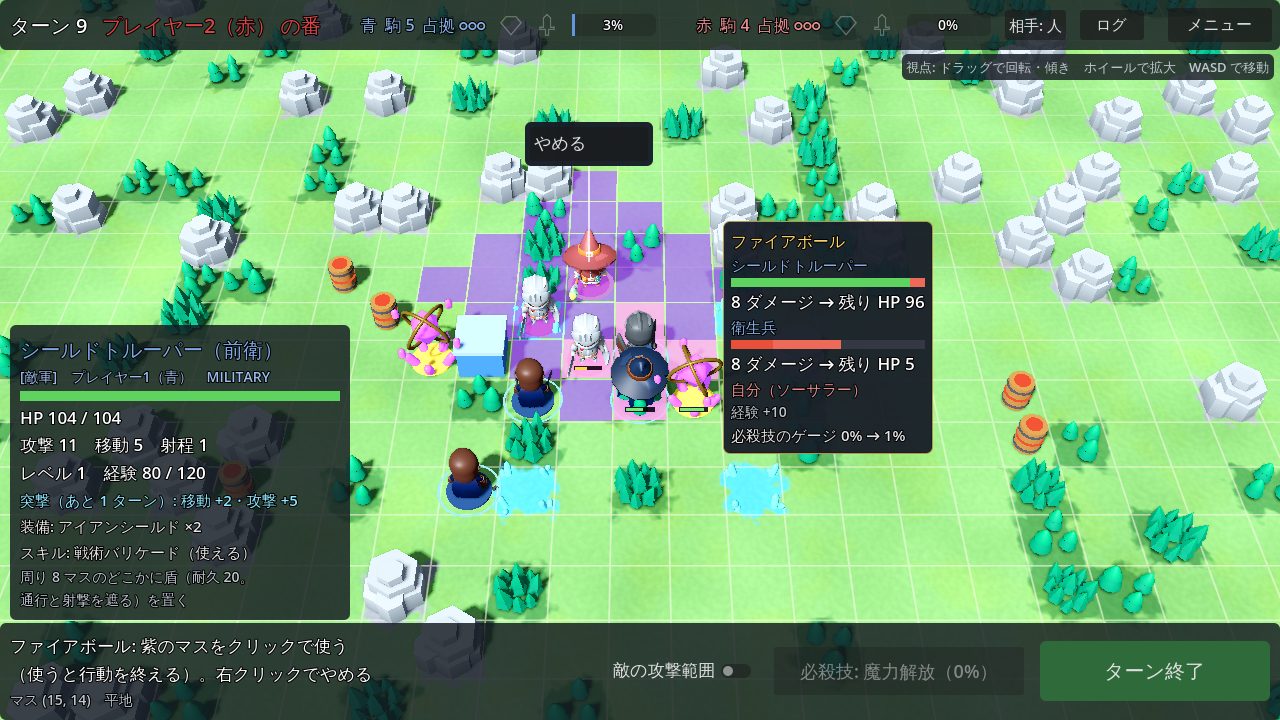 ターン 9 プレイヤー2（赤）の番 青 駒 5 占拠 3% 赤 駒 4 占拠 0% 相手: 人 ログ メニュー
視点: ドラッグで回転・傾き ホイールで拡大 WASD で移動
やめる
ファイアボール
シールドトルーパー
8 ダメージ → 残り HP 96
衛生兵
8 ダメージ → 残り HP 5
自分（ソーサラー）
経験 +10
必殺技のゲージ 0% → 1%
シールドトルーパー（前衛）
[敵軍] プレイヤー1（青） MILITARY
HP 104 / 104
攻撃 11 移動 5 射程 1
レベル 1 経験 80 / 120
突撃（あと 1 ターン）: 移動 +2・攻撃 +5
装備: アイアンシールド ×2
スキル: 戦術バリケード（使える）
周り 8 マスのどこかに盾（耐久 20。
通行と射撃を遮る）を置く
ファイアボール: 紫のマスをクリックで使う
（使うと行動を終える）。右クリックでやめる
マス (15, 14) 平地
敵の攻撃範囲
必殺技: 魔力解放（0%）
ターン終了